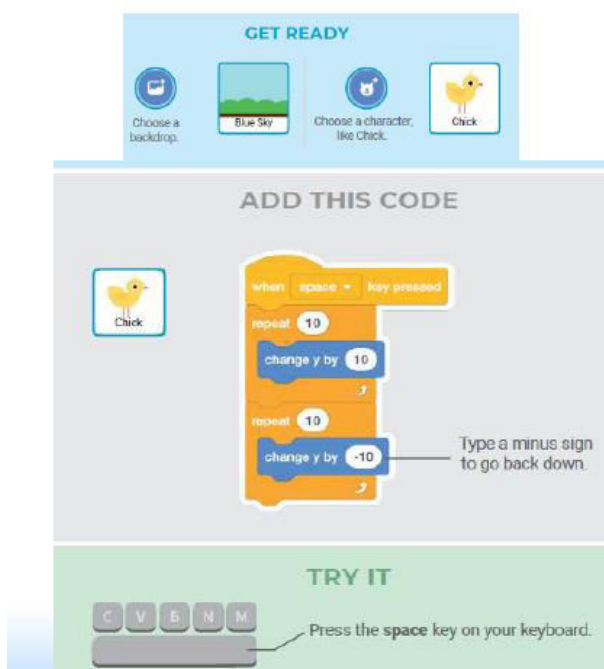 GET READY
Choose a
backdrop.
Blue Sky
Choose a character,
like Chick.
Chick
ADD THIS CODE
Chick
when space key pressed
repeat 10
change y by 10
repeat 10
change y by -10
Type a minus sign
to go back down.
TRY IT
C V B N M
Press the space key on your keyboard.